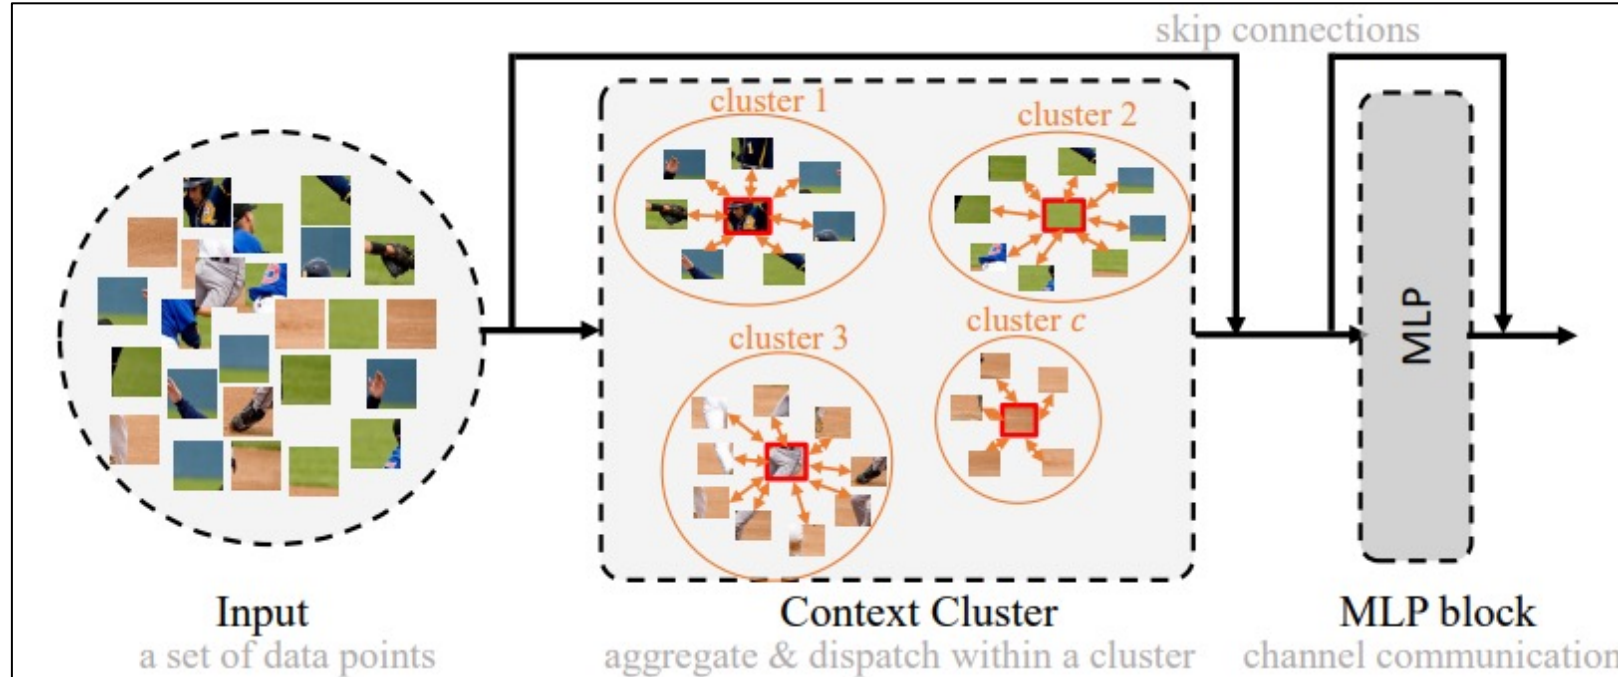 skip connections
cluster 1
cluster 2
cluster 3
cluster c
MLP
Input
a set of data points
Context Cluster
aggregate & dispatch within a cluster
MLP block
channel communication